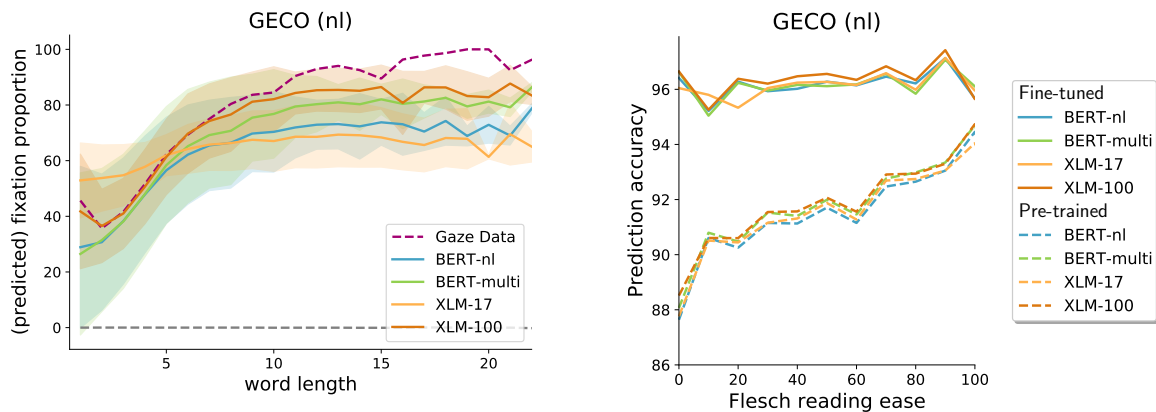 GECO (nl)
(predicted) fixation proportion
100
80
60
40
20
0
5
10
15
20
word length
Gaze Data
BERT-nl
BERT-multi
XLM-17
XLM-100
GECO (nl)
Prediction accuracy
96
94
92
90
88
86
0
20
40
60
80
100
Flesch reading ease
Fine-tuned
BERT-nl
BERT-multi
XLM-17
XLM-100
Pre-trained
BERT-nl
BERT-multi
XLM-17
XLM-100